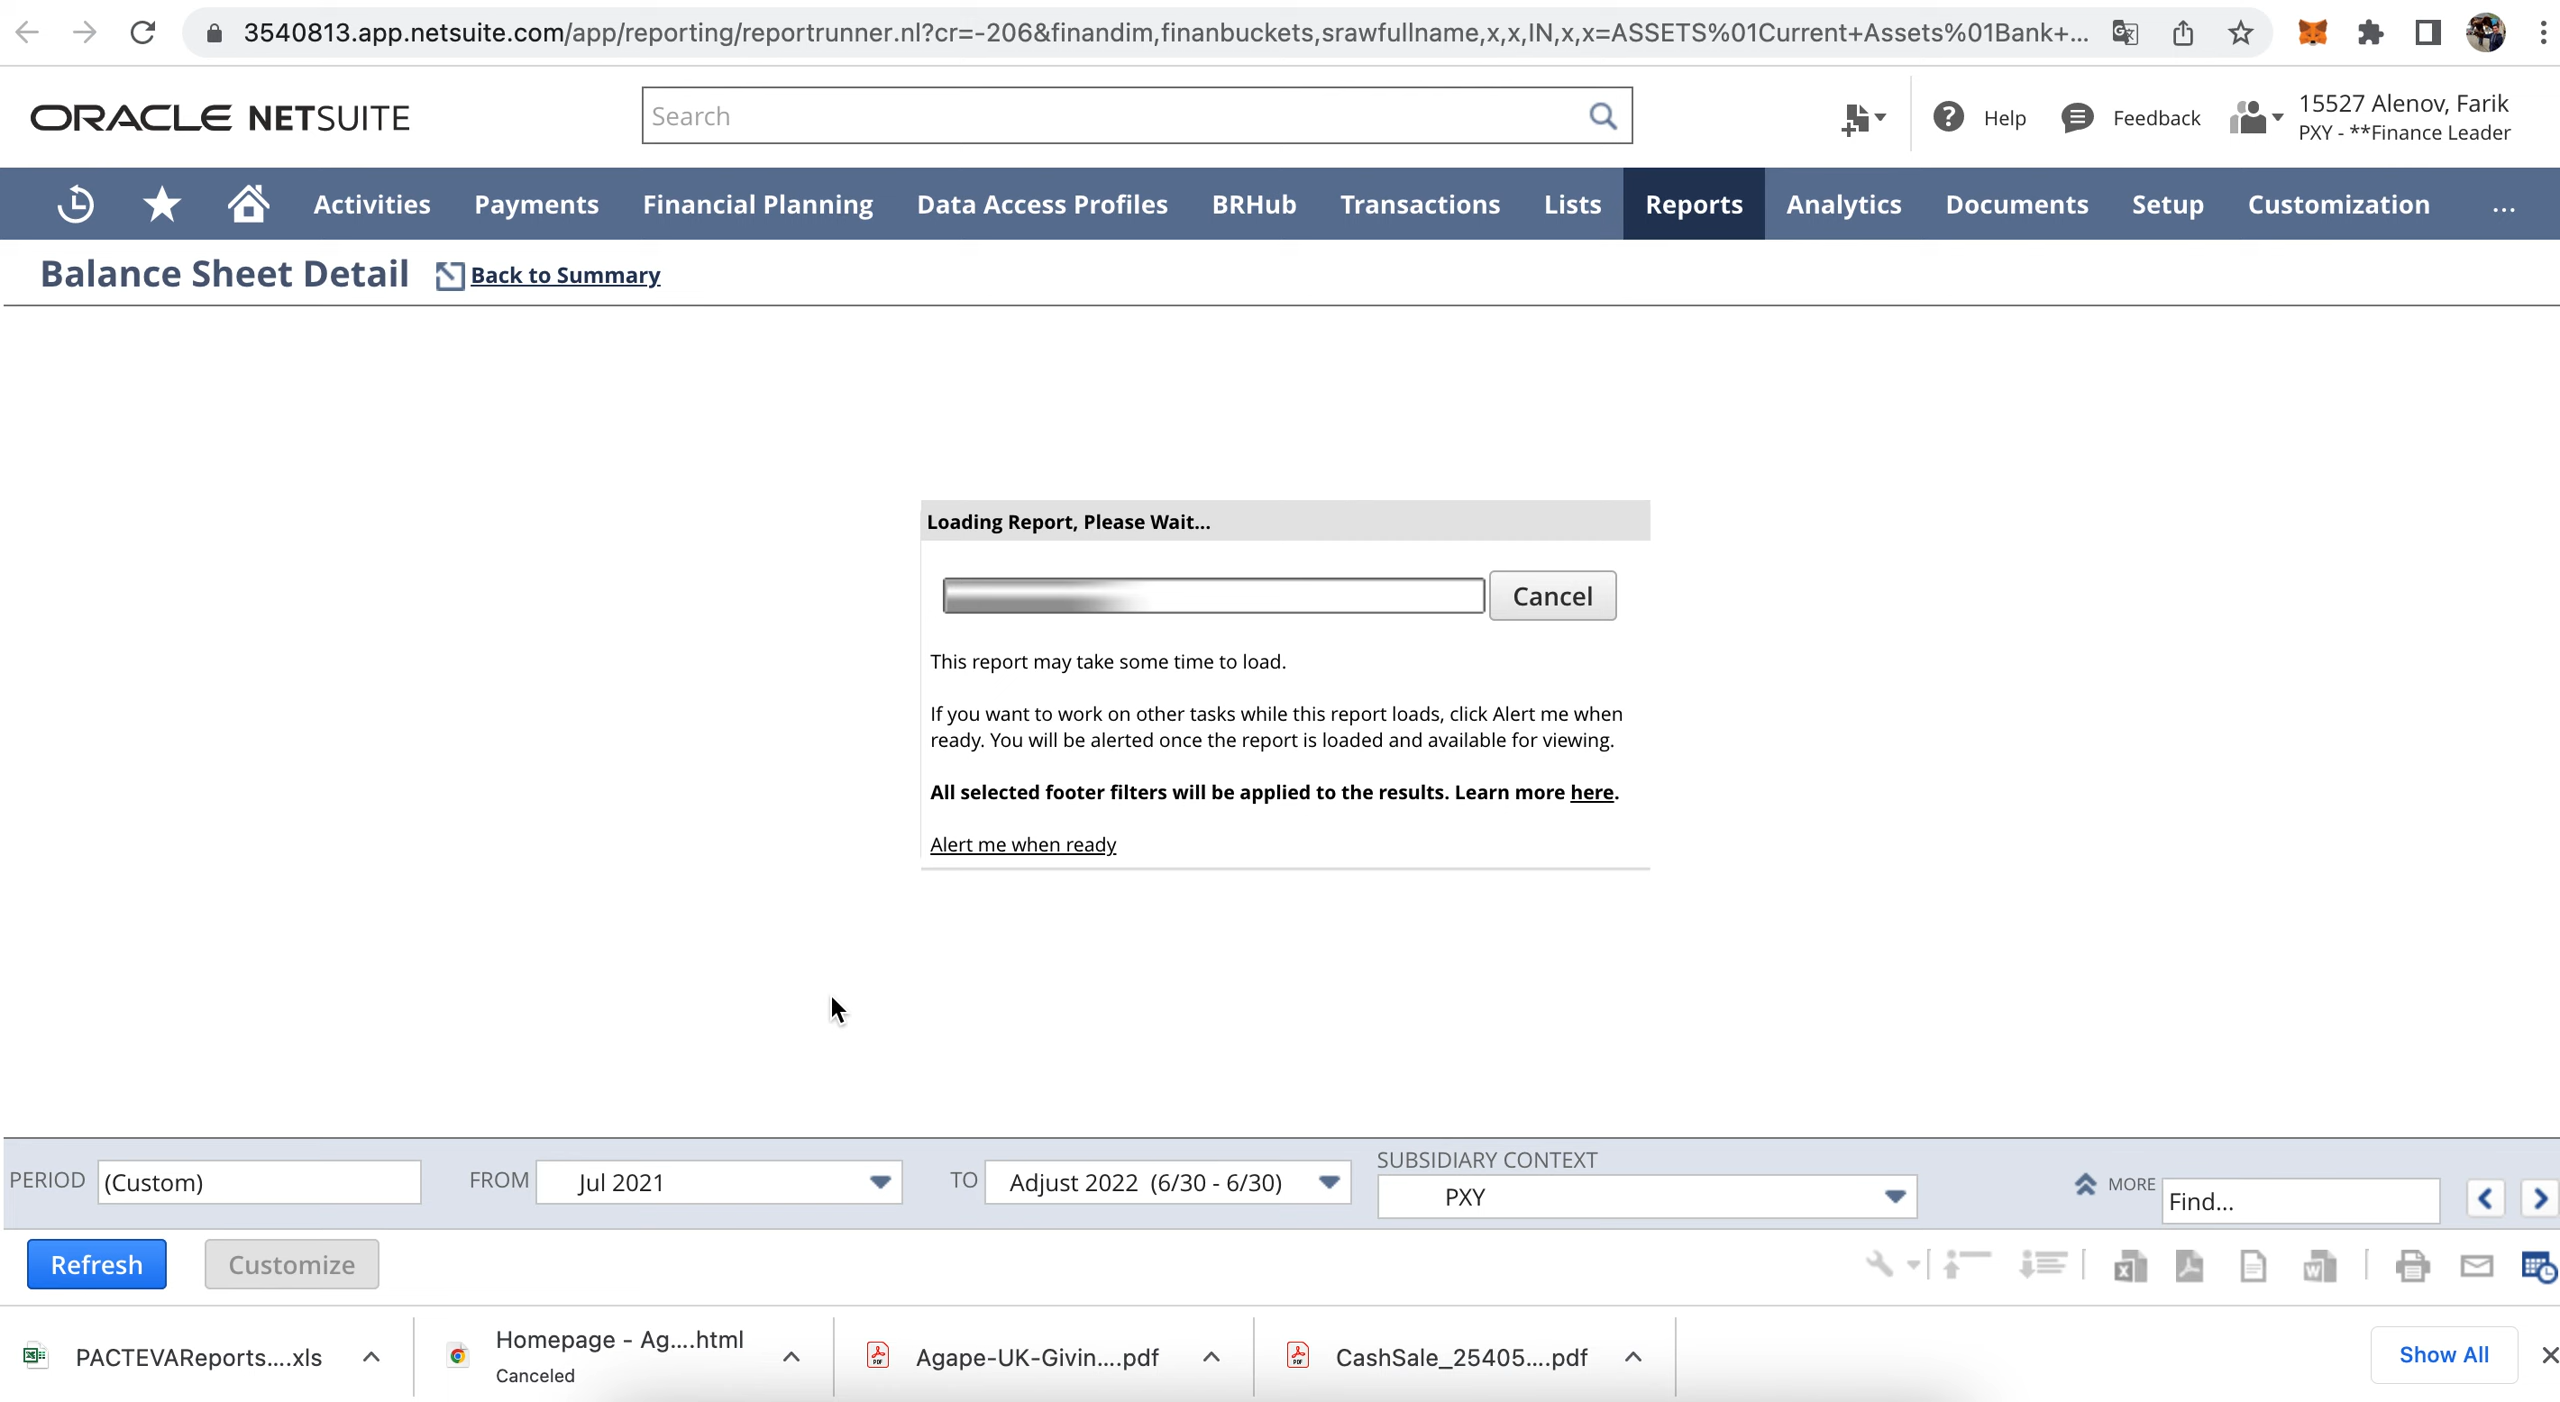 3540813.app.netsuite.com/app/reporting/reportrunner.nl?cr=-206&finandim,finanbuckets,srawfullname,x,x,IN,x,x=ASSETS%01Current+Assets%01Bank+...
ORACLE NETSUITE
Search
Help
Feedback
15527 Alenov, Farik
PXY - **Finance Leader
Activities
Payments
Financial Planning
Data Access Profiles
BRHub
Transactions
Lists
Reports
Analytics
Documents
Setup
Customization
...
Balance Sheet Detail
Back to Summary
Loading Report, Please Wait...
Cancel
This report may take some time to load.
If you want to work on other tasks while this report loads, click Alert me when
ready. You will be alerted once the report is loaded and available for viewing.
All selected footer filters will be applied to the results. Learn more here.
Alert me when ready
PERIOD
(Custom)
FROM
Jul 2021
TO
Adjust 2022 (6/30 - 6/30)
SUBSIDIARY CONTEXT
PXY
MORE
Find...
Refresh
Customize
PACTEVAReports....xls
Homepage - Ag....html
Canceled
Agape-UK-Givin....pdf
CashSale_25405....pdf
Show All